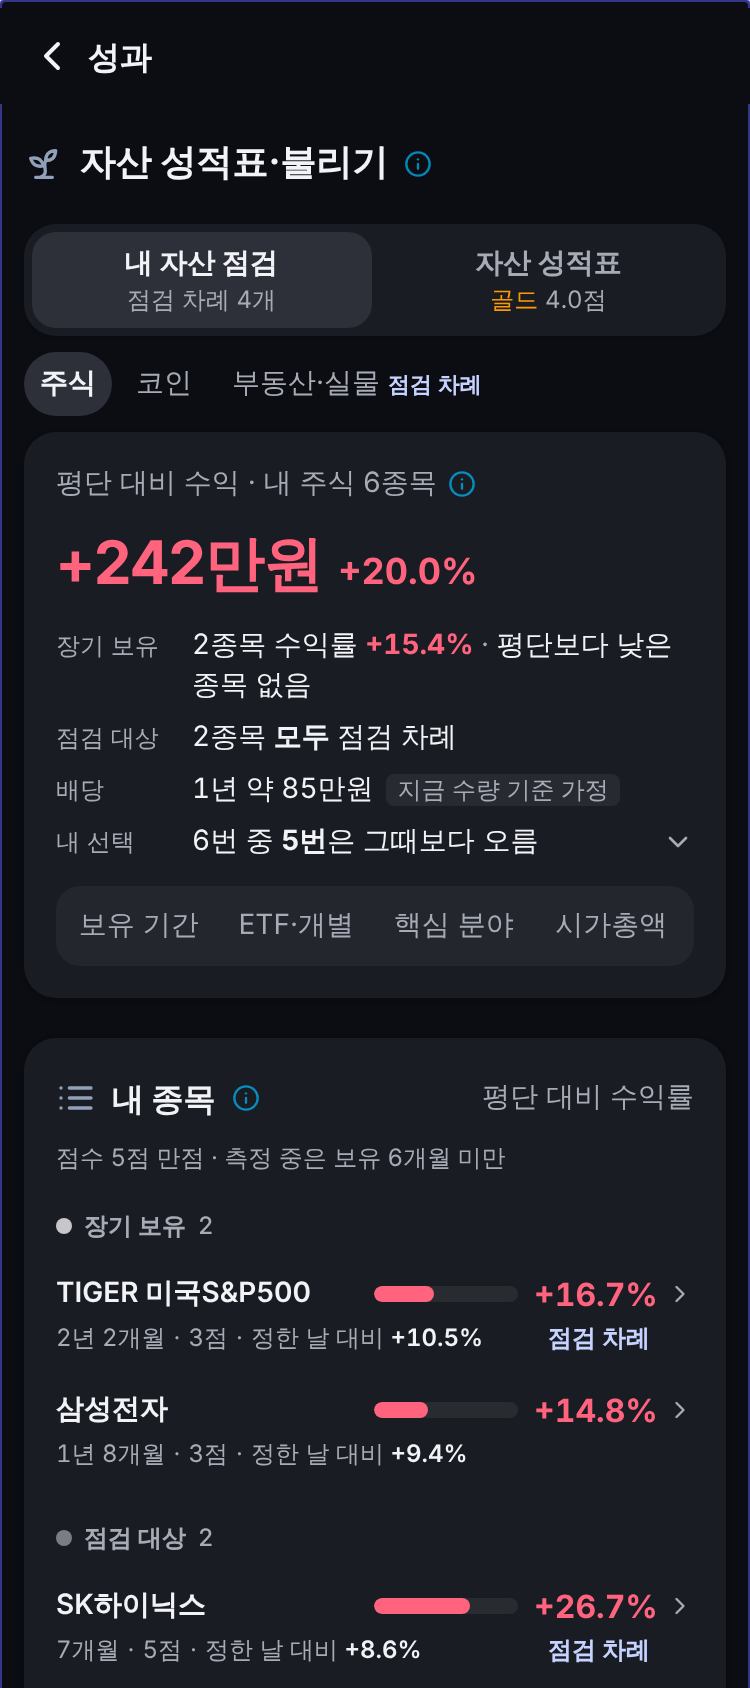 성과
자산 성적표·불리기
내 자산 점검
점검 차례 4개
자산 성적표
골드 4.0점
주식 코인 부동산·실물 점검 차례
평단 대비 수익 · 내 주식 6종목
+242만원 +20.0%
장기 보유 2종목 수익률 +15.4% · 평단보다 낮은
종목 없음
점검 대상 2종목 모두 점검 차례
배당 1년 약 85만원 지금 수량 기준 가정
내 선택 6번 중 5번은 그때보다 오름
보유 기간 ETF·개별 핵심 분야 시가총액
내 종목 평단 대비 수익률
점수 5점 만점 · 측정 중은 보유 6개월 미만
장기 보유 2
TIGER 미국S&P500 +16.7%
2년 2개월 · 3점 · 정한 날 대비 +10.5% 점검 차례
삼성전자 +14.8%
1년 8개월 · 3점 · 정한 날 대비 +9.4%
점검 대상 2
SK하이닉스 +26.7%
7개월 · 5점 · 정한 날 대비 +8.6% 점검 차례